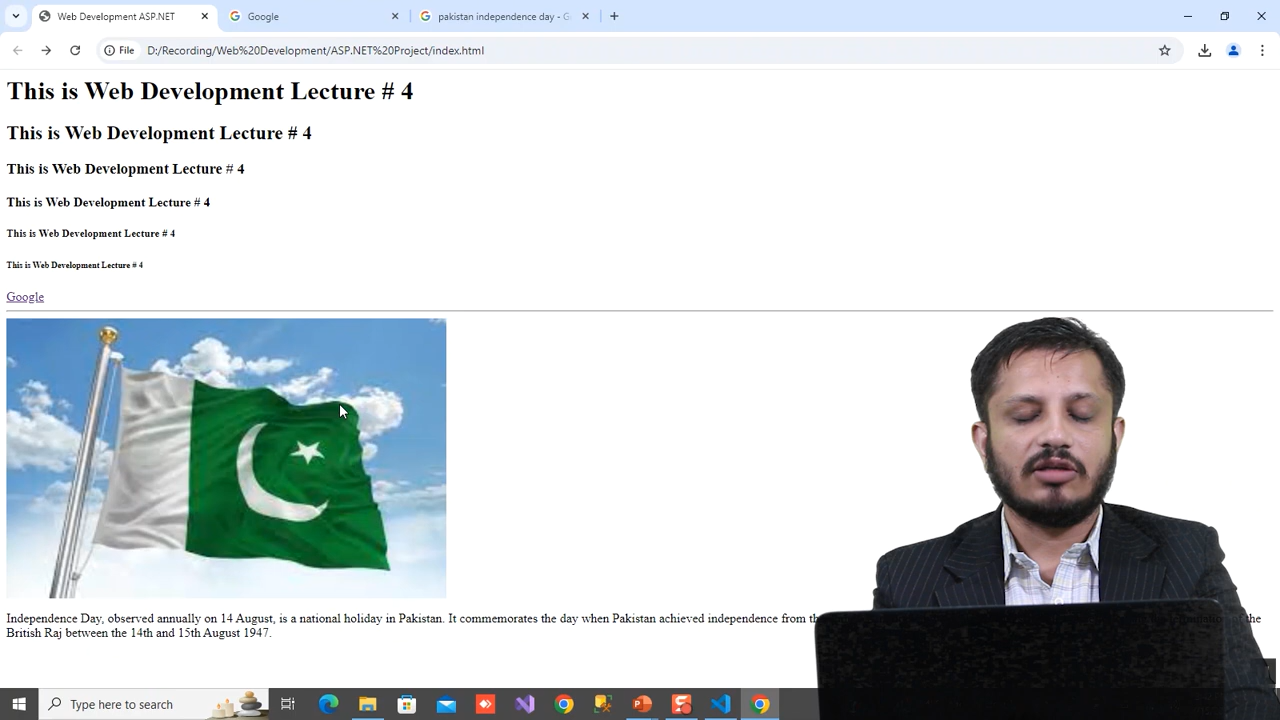 Web Development ASP.NET
Google
pakistan independence day - G
File
D:/Recording/Web%20Development/ASP.NET%20Project/index.html
This is Web Development Lecture # 4
This is Web Development Lecture # 4
This is Web Development Lecture # 4
This is Web Development Lecture # 4
This is Web Development Lecture # 4
This is Web Development Lecture # 4
Google
Independence Day, observed annually on 14 August, is a national holiday in Pakistan. It commemorates the day when Pakistan achieved independence from the
British Raj between the 14th and 15th August 1947.
Type here to search